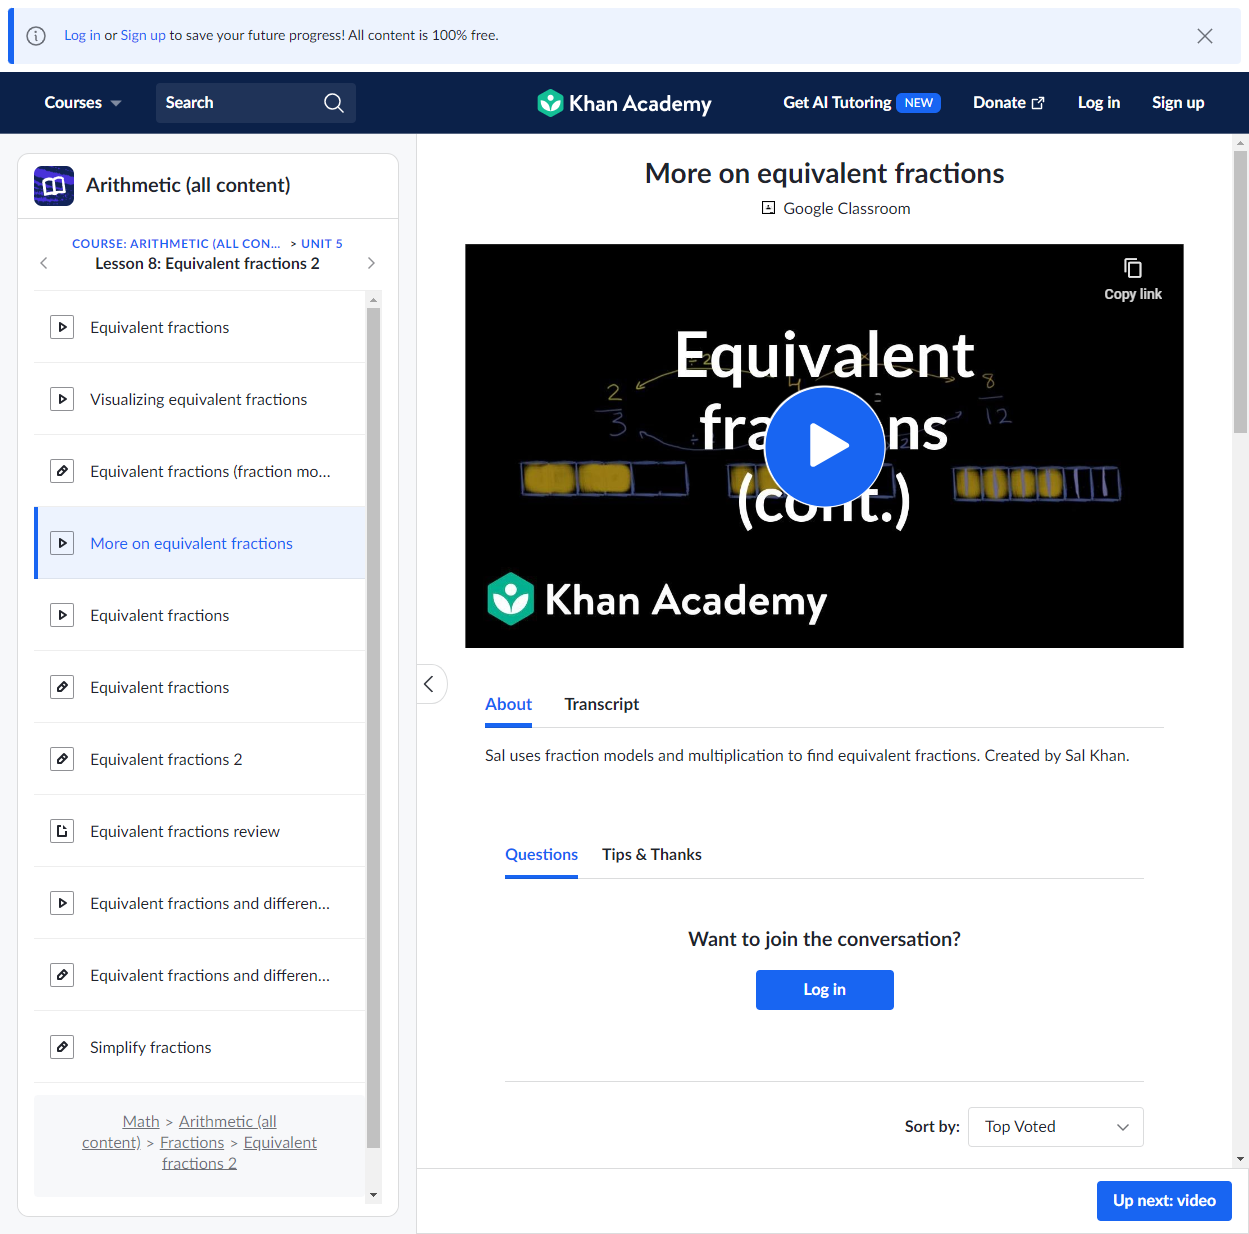 Log in or Sign up to save your future progress! All content is 100% free.
Courses
Search
Khan Academy
Get AI Tutoring NEW
Donate
Log in
Sign up
Arithmetic (all content)
COURSE: ARITHMETIC (ALL CON... > UNIT 5
Lesson 8: Equivalent fractions 2
Equivalent fractions
Visualizing equivalent fractions
Equivalent fractions (fraction mo...
More on equivalent fractions
Equivalent fractions
Equivalent fractions
Equivalent fractions 2
Equivalent fractions review
Equivalent fractions and differen...
Equivalent fractions and differen...
Simplify fractions
Math > Arithmetic (all
content) > Fractions > Equivalent
fractions 2
More on equivalent fractions
Google Classroom
Copy link
Equivalent
(cont.)
2
3
4
=
8
12
÷2
Khan Academy
About
Transcript
Sal uses fraction models and multiplication to find equivalent fractions. Created by Sal Khan.
Questions
Tips & Thanks
Want to join the conversation?
Log in
Sort by:
Top Voted
Up next: video